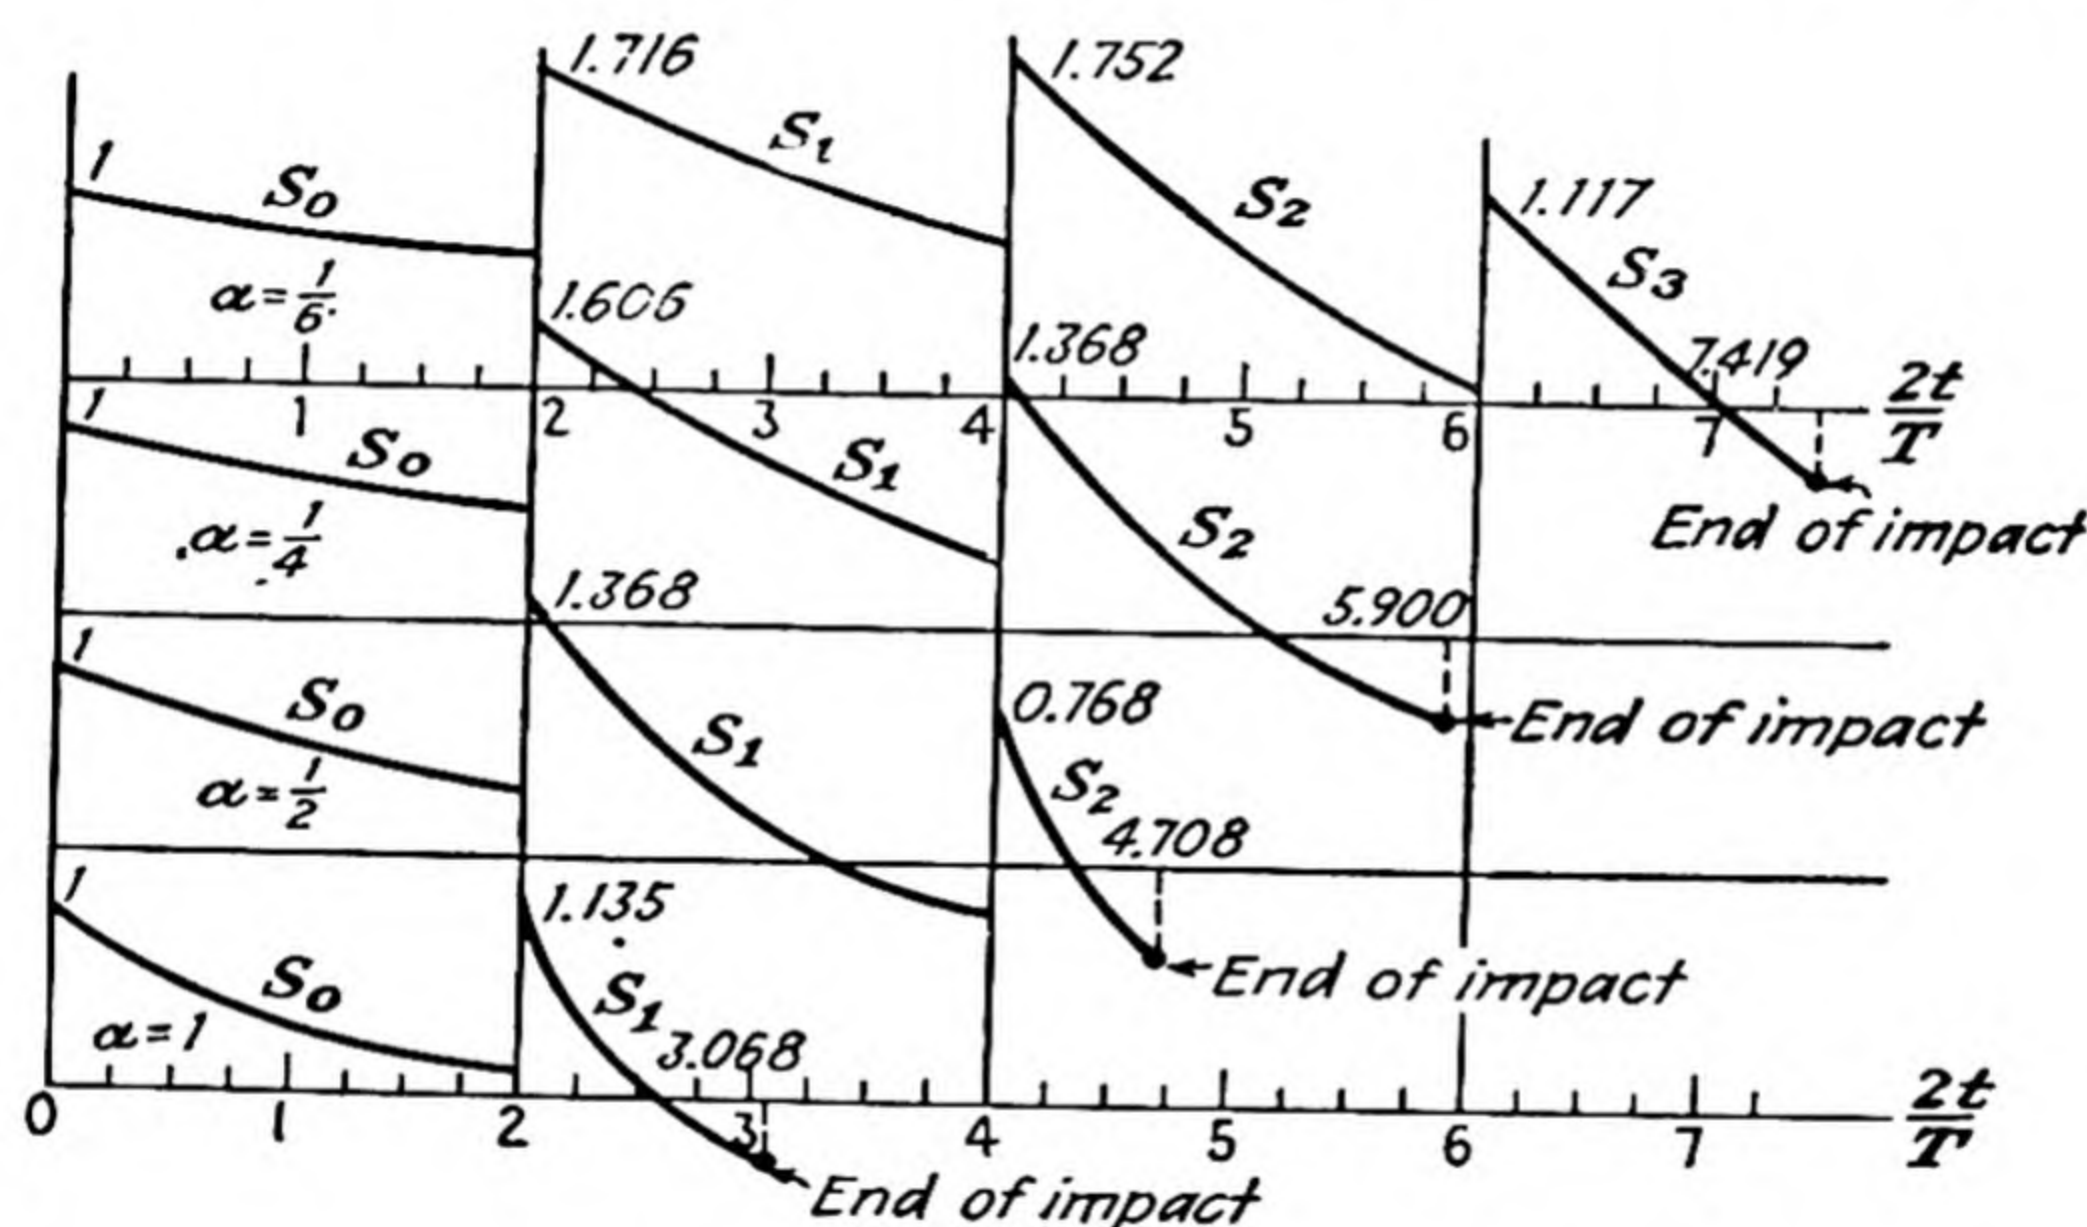 1.716
1.752
1
S₀
S₁
S₂
1.117
S₃
α=1/6
1.606
1.368
7.419
2t/T
1 2 3 4 5 6 7
1
S₀
S₁
S₂
End of impact
α=1/4
1.368
5.900
1
S₀
S₁
0.768
End of impact
S₂
α=1/2
4.708
1
1.135
S₀
S₁
End of impact
α=1
3.068
2t/T
0 1 2 3 4 5 6 7
End of impact